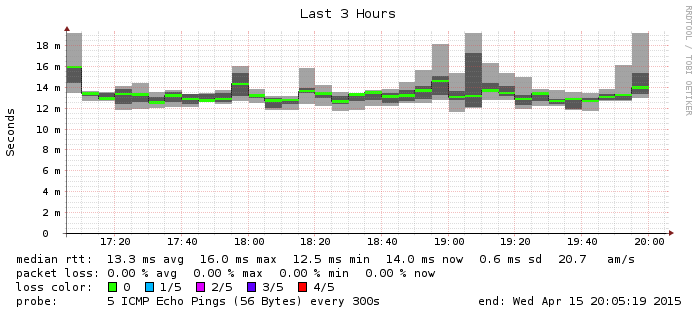 Last 3 Hours
RRDTOOL / TOBI OETIKER
Seconds
18 m
16 m
14 m
12 m
10 m
8 m
6 m
4 m
2 m
0
17:20 17:40 18:00 18:20 18:40 19:00 19:20 19:40 20:00
median rtt: 13.3 ms avg 16.0 ms max 12.5 ms min 14.0 ms now 0.6 ms sd 20.7 am/s
packet loss: 0.00 % avg 0.00 % max 0.00 % min 0.00 % now
loss color: 0 1/5 2/5 3/5 4/5
probe: 5 ICMP Echo Pings (56 Bytes) every 300s end: Wed Apr 15 20:05:19 2015